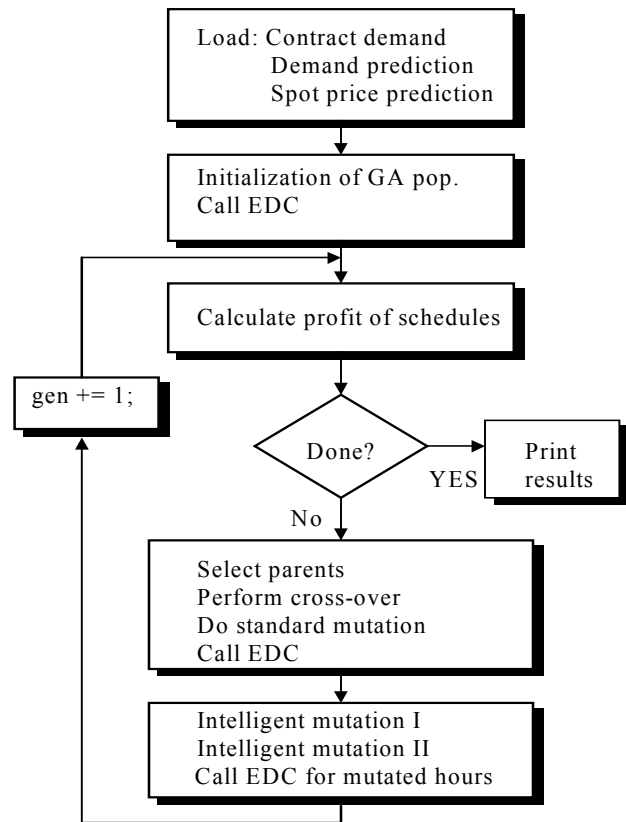 Load: Contract demand
Demand prediction
Spot price prediction
Initialization of GA pop.
Call EDC
Calculate profit of schedules
gen += 1;
Done?
YES
Print
results
No
Select parents
Perform cross-over
Do standard mutation
Call EDC
Intelligent mutation I
Intelligent mutation II
Call EDC for mutated hours